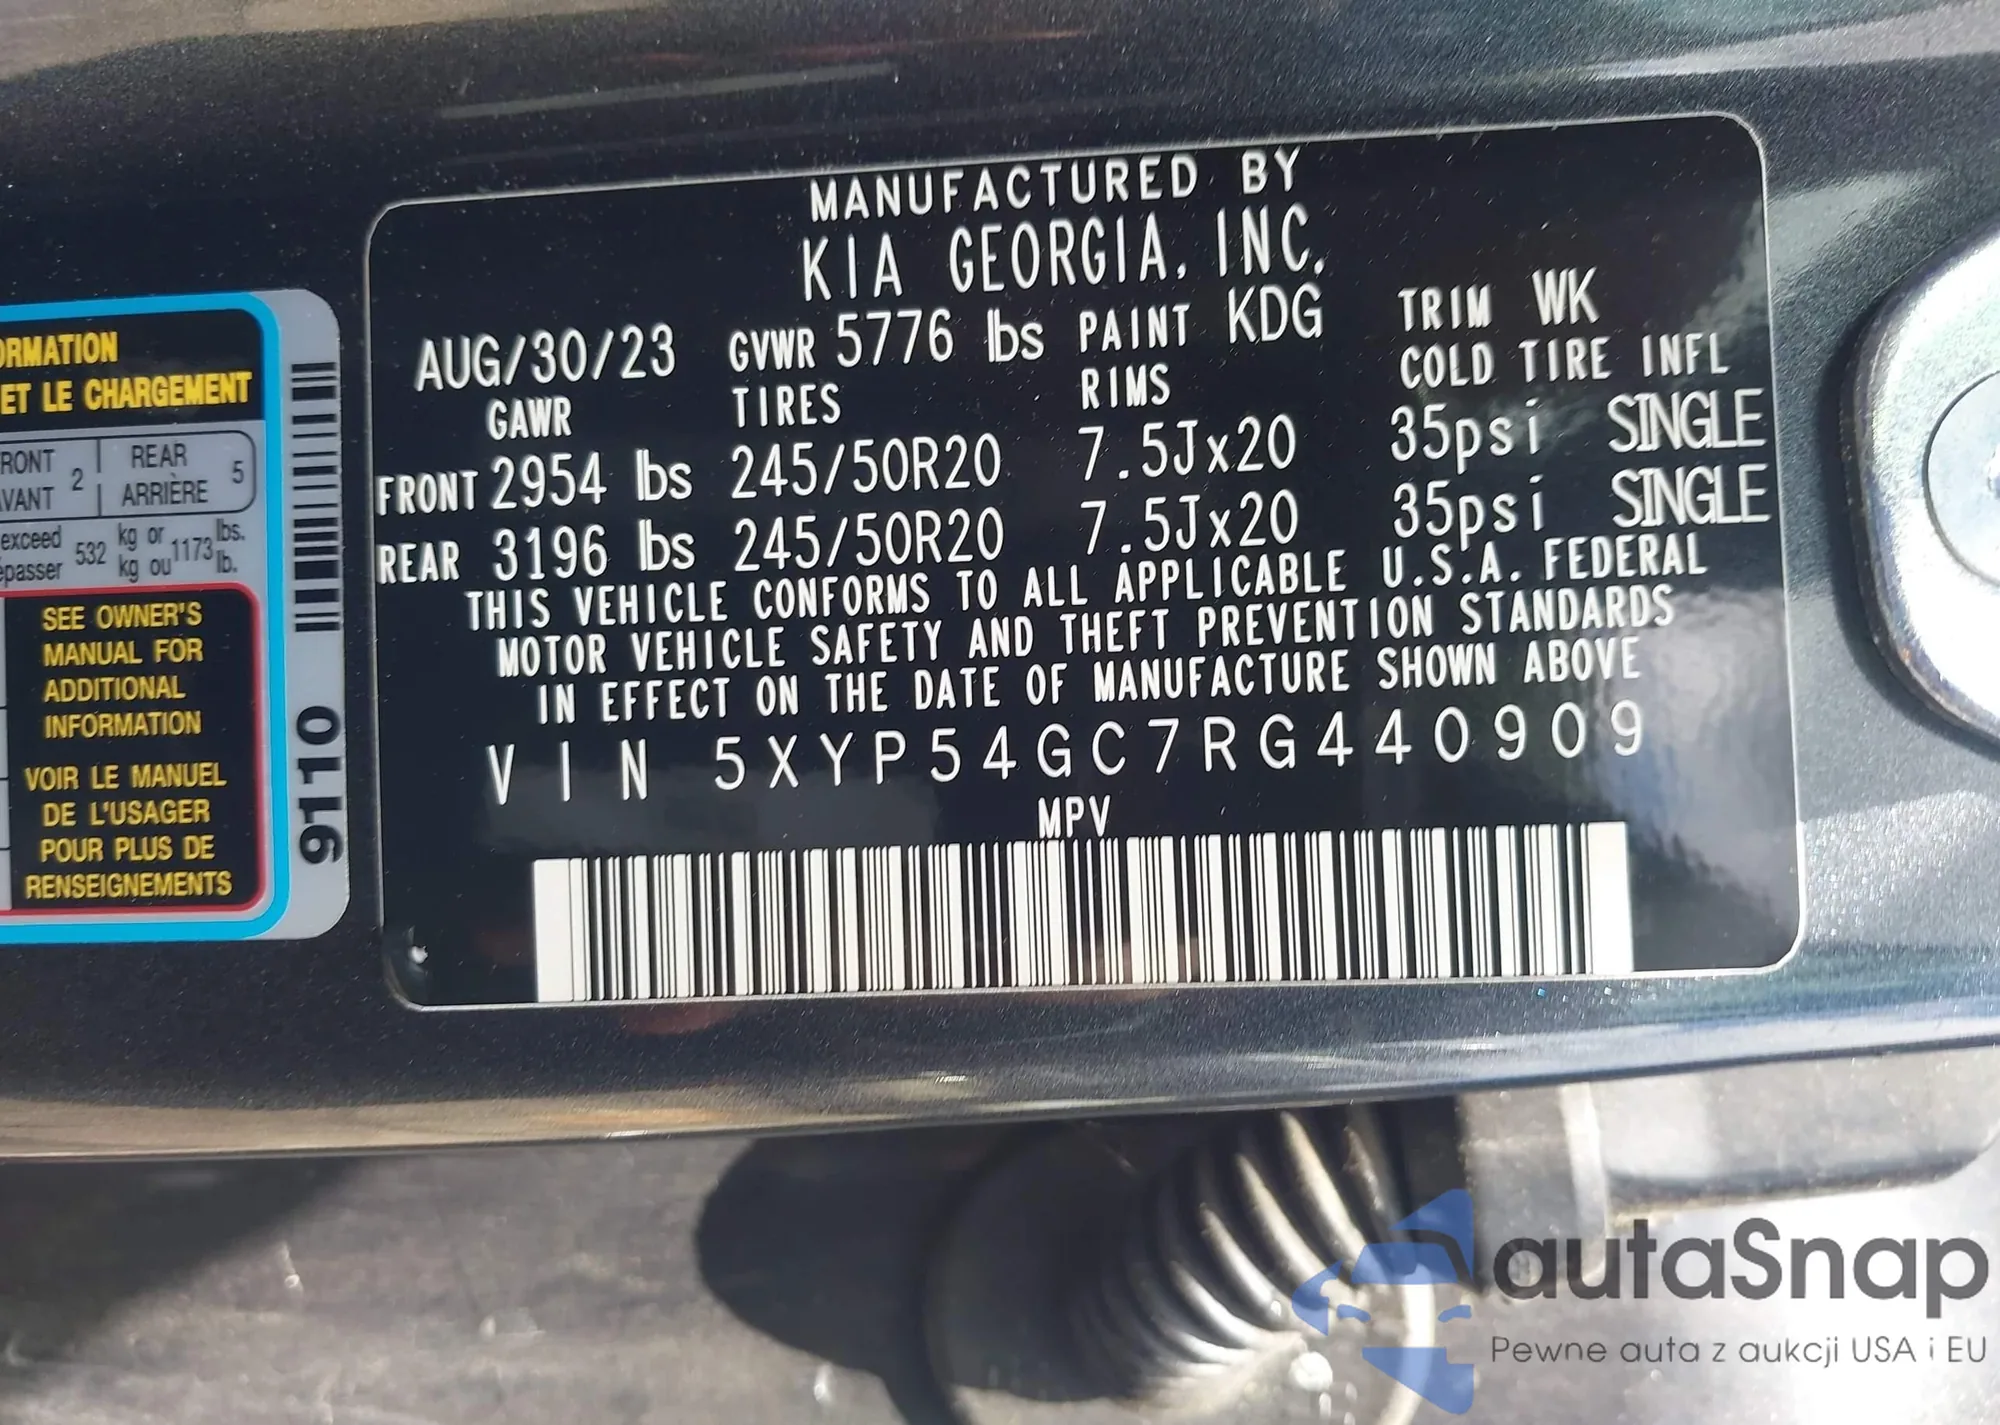 ORMATION
ET LE CHARGEMENT
RONT 2 | REAR 5
AVANT | ARRIÈRE
exceed 532 kg or 1173 lbs.
épasser kg ou lb.
SEE OWNER'S
MANUAL FOR
ADDITIONAL
INFORMATION
VOIR LE MANUEL
DE L'USAGER
POUR PLUS DE
RENSEIGNEMENTS
9110
MANUFACTURED BY
KIA GEORGIA, INC.
AUG/30/23 GVWR 5776 lbs PAINT KDG TRIM WK
GAWR TIRES RIMS COLD TIRE INFL
FRONT 2954 lbs 245/50R20 7.5Jx20 35psi SINGLE
REAR 3196 lbs 245/50R20 7.5Jx20 35psi SINGLE
THIS VEHICLE CONFORMS TO ALL APPLICABLE U.S.A. FEDERAL
MOTOR VEHICLE SAFETY AND THEFT PREVENTION STANDARDS
IN EFFECT ON THE DATE OF MANUFACTURE SHOWN ABOVE
VIN 5XYP54GC7RG440909
MPV
autaSnap
Pewne auta z aukcji USA i EU